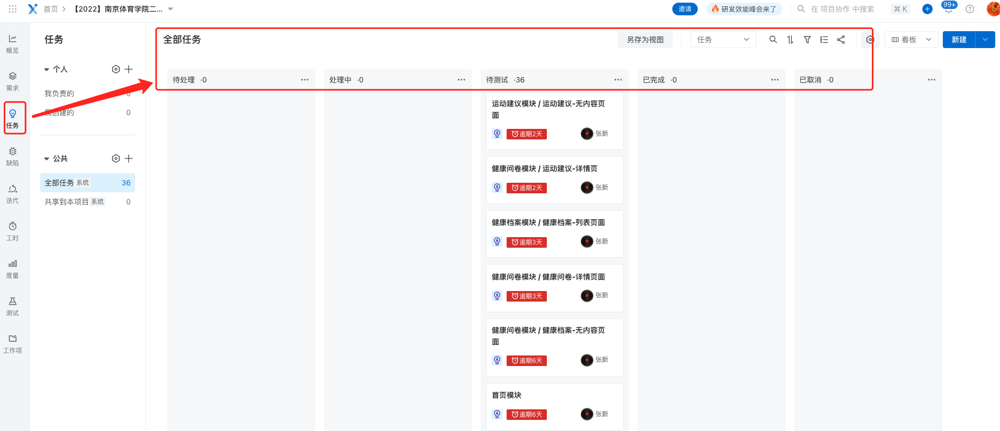 首页
【2022】南京体育学院二...
邀请
研发效能峰会来了
在 项目协作 中搜索
⌘ K
99+
概览
需求
任务
缺陷
迭代
工时
度量
测试
工作项
任务
个人
我负责的 0
我创建的 0
公共
全部任务 系统 36
共享到本项目 系统 0
全部任务
另存为视图
任务
看板
新建
待处理 ·0
处理中 ·0
待测试 ·36
已完成 ·0
已取消 ·0
运动建议模块 / 运动建议-无内容页
面
逾期2天
张新
健康问卷模块 / 运动建议-详情页
逾期2天
张新
健康档案模块 / 健康档案-列表页面
逾期3天
张新
健康问卷模块 / 健康问卷-详情页面
逾期3天
张新
健康问卷模块 / 健康档案-无内容页
面
逾期6天
张新
首页模块
逾期6天
张新